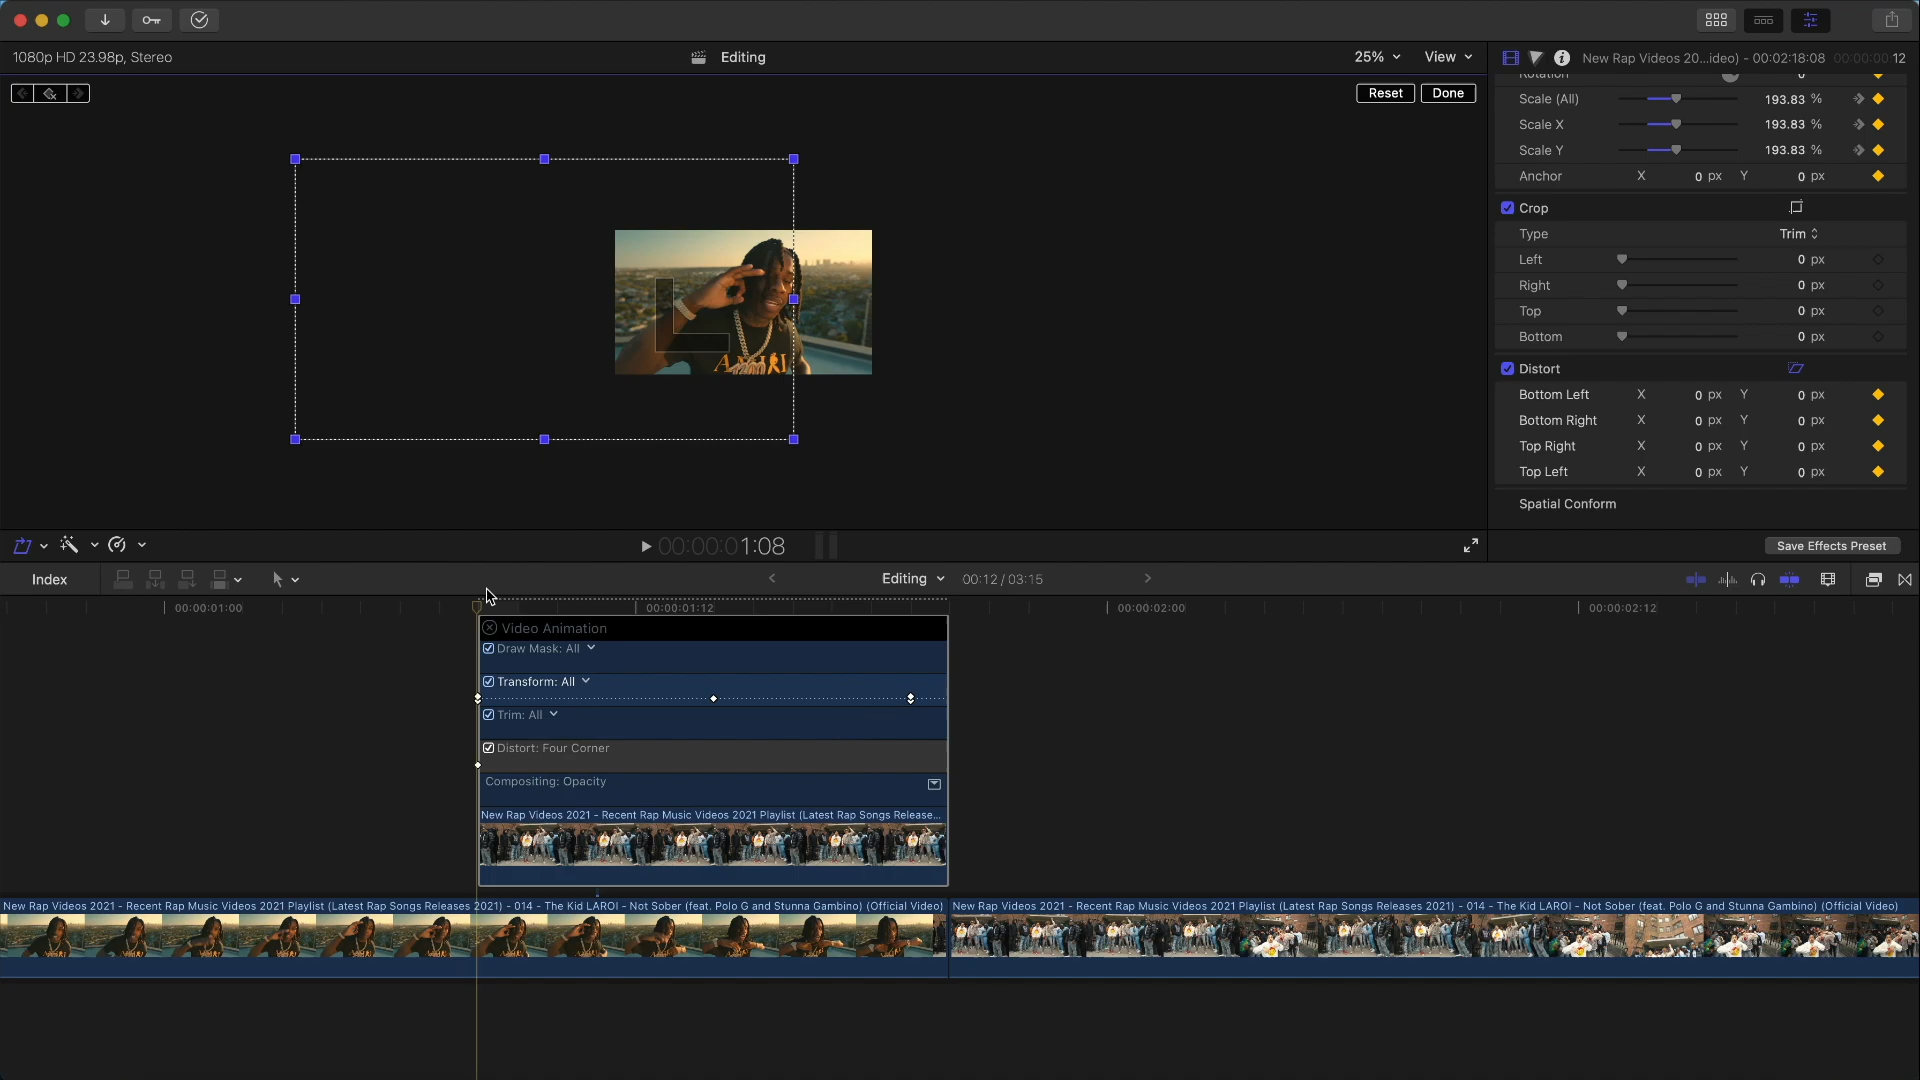 1080p HD 23.98p, Stereo
Editing
25%
View
New Rap Videos 20...ideo) - 00:02:18:08
00:00:00:12
Reset
Done
Rotation
0
Scale (All)
193.83 %
Scale X
193.83 %
Scale Y
193.83 %
Anchor X 0 px Y 0 px
Crop
Type
Trim
Left
0 px
Right
0 px
Top
0 px
Bottom
0 px
Distort
Bottom Left X 0 px Y 0 px
Bottom Right X 0 px Y 0 px
Top Right X 0 px Y 0 px
Top Left X 0 px Y 0 px
Spatial Conform
AMIRI
00:00:01:08
Save Effects Preset
Index
Editing
00:12 / 03:15
00:00:01:00
00:00:01:12
00:00:02:00
00:00:02:12
Video Animation
Draw Mask: All
Transform: All
Trim: All
Distort: Four Corner
Compositing: Opacity
New Rap Videos 2021 - Recent Rap Music Videos 2021 Playlist (Latest Rap Songs Release...
New Rap Videos 2021 - Recent Rap Music Videos 2021 Playlist (Latest Rap Songs Releases 2021) - 014 - The Kid LAROI - Not Sober (feat. Polo G and Stunna Gambino) (Official Video)
New Rap Videos 2021 - Recent Rap Music Videos 2021 Playlist (Latest Rap Songs Releases 2021) - 014 - The Kid LAROI - Not Sober (feat. Polo G and Stunna Gambino) (Official Video)